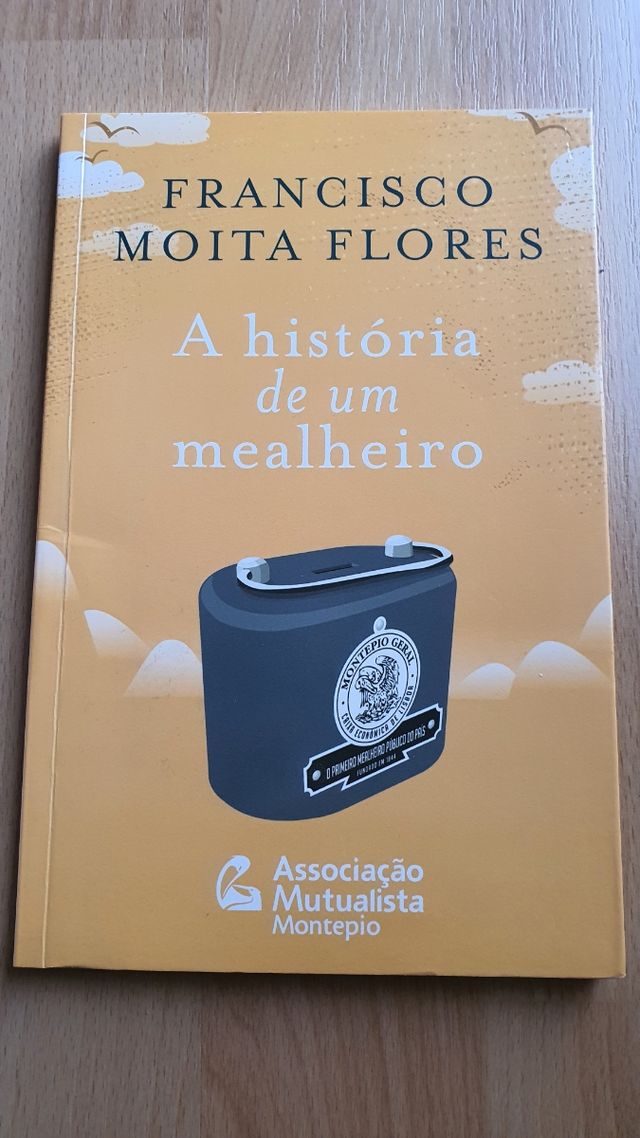 FRANCISCO
MOITA FLORES
A história
de um
mealheiro
MONTEPIO GERAL
CAIXA ECONÓMICA DE LISBOA
O PRIMEIRO MEALHEIRO PÚBLICO DO PAÍS
FUNDADO EM 1844
Associação
Mutualista
Montepio